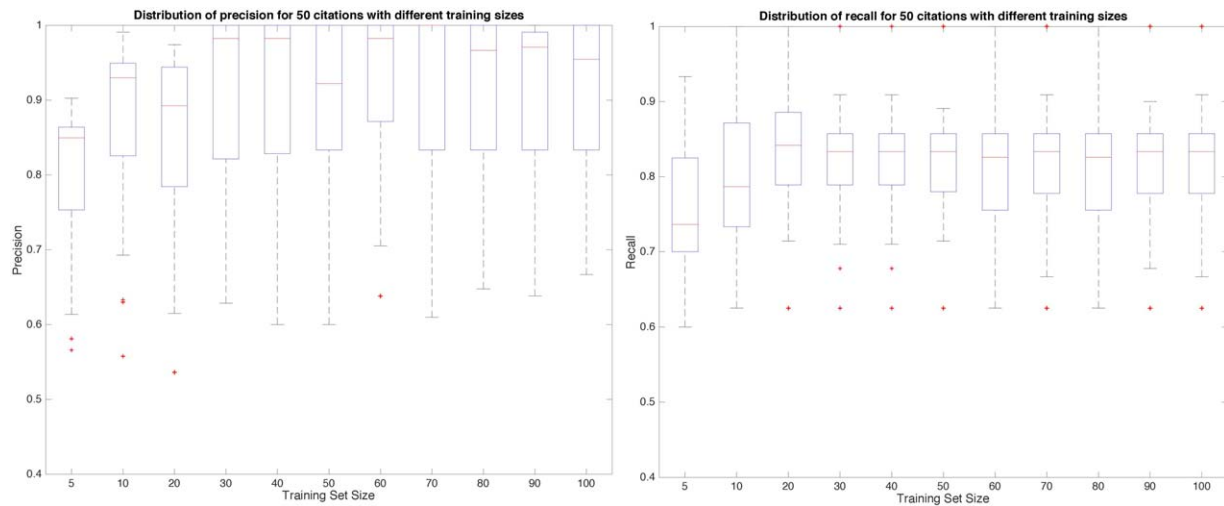 Distribution of precision for 50 citations with different training sizes
1
0.9
0.8
0.7
0.6
0.5
0.4
Precision
5 10 20 30 40 50 60 70 80 90 100
Training Set Size
Distribution of recall for 50 citations with different training sizes
1
0.9
0.8
0.7
0.6
0.5
0.4
Recall
5 10 20 30 40 50 60 70 80 90 100
Training Set Size